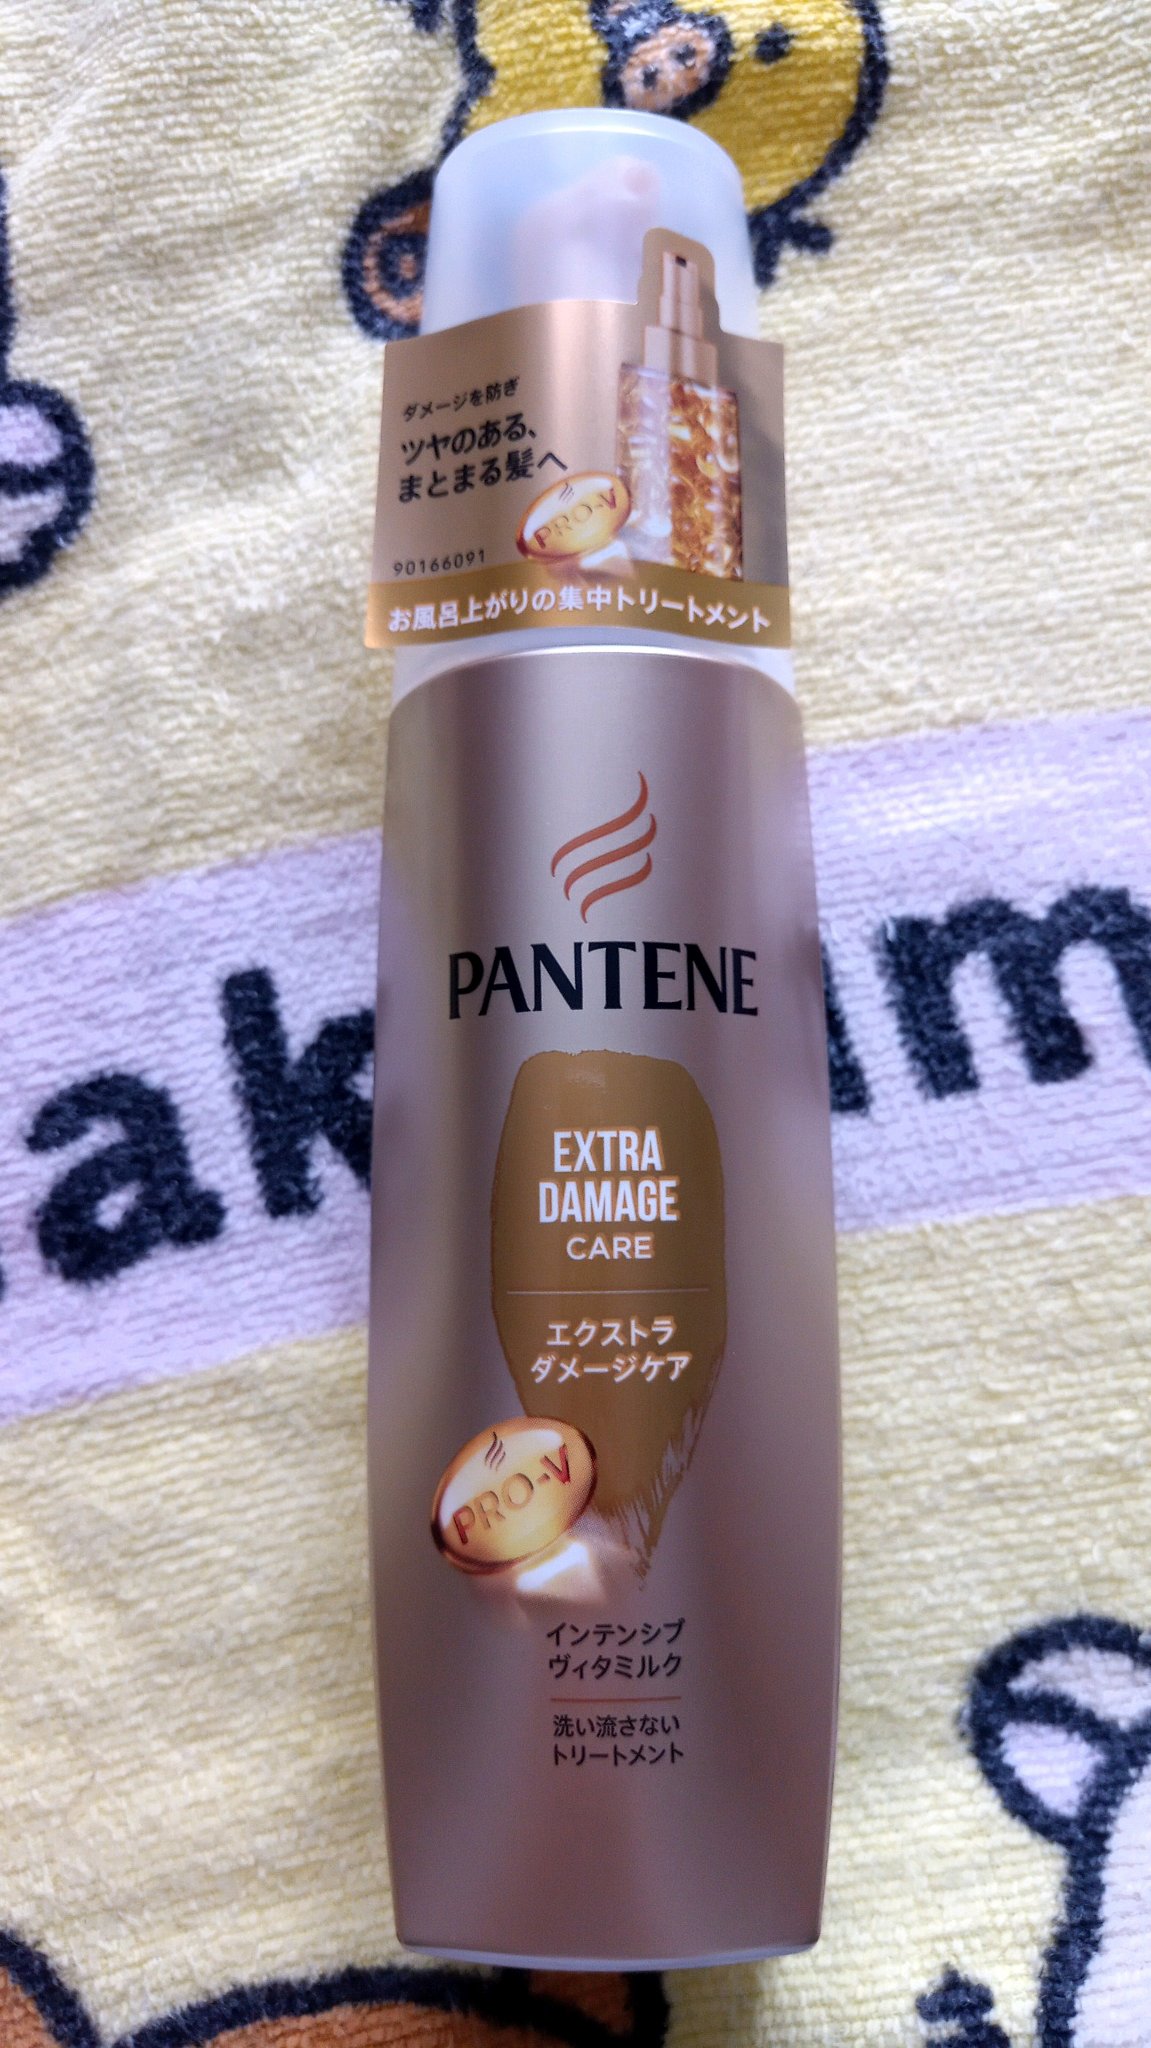 ダメージを防ぎ
ツヤのある、
まとまる髪へ
PRO-V
90166091
お風呂上がりの集中トリートメント
PANTENE
ak
um
EXTRA
DAMAGE
CARE
エクストラ
ダメージケア
PRO-V
インテンシブ
ヴィタミルク
洗い流さない
トリートメント